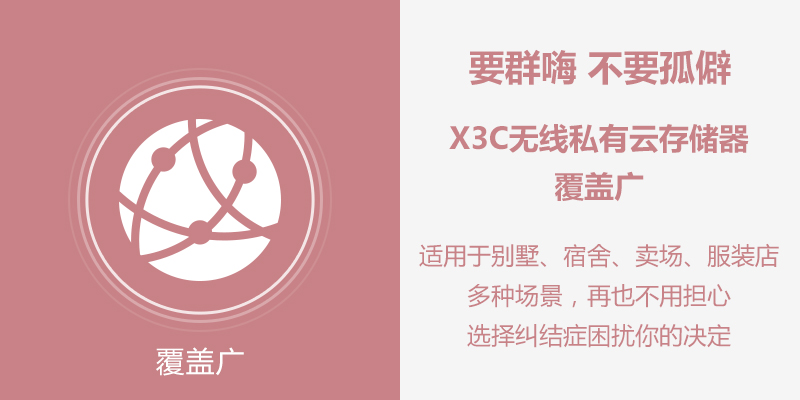 覆盖广
要群嗨 不要孤僻
X3C无线私有云存储器
覆盖广
适用于别墅、宿舍、卖场、服装店
多种场景，再也不用担心
选择纠结症困扰你的决定